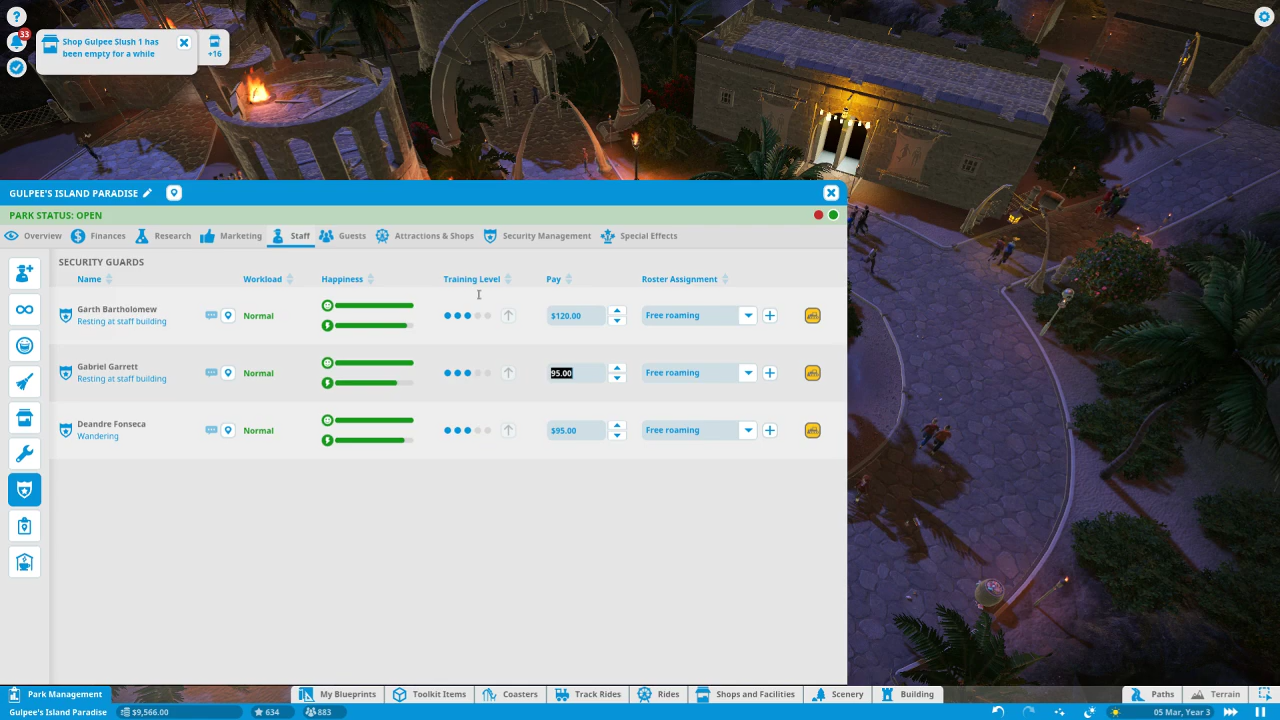 ?
33
Shop Gulpee Slush 1 has
been empty for a while
+16
GULPEE'S ISLAND PARADISE
PARK STATUS: OPEN
Overview
Finances
Research
Marketing
Staff
Guests
Attractions & Shops
Security Management
Special Effects
SECURITY GUARDS
Name
Workload
Happiness
Training Level
Pay
Roster Assignment
Garth Bartholomew
Resting at staff building
Normal
$120.00
Free roaming
Gabriel Garrett
Resting at staff building
Normal
95.00
Free roaming
Deandre Fonseca
Wandering
Normal
$95.00
Free roaming
Park Management
My Blueprints
Toolkit Items
Coasters
Track Rides
Rides
Shops and Facilities
Scenery
Building
Paths
Terrain
Gulpee's Island Paradise
$9,566.00
634
883
05 Mar, Year 3